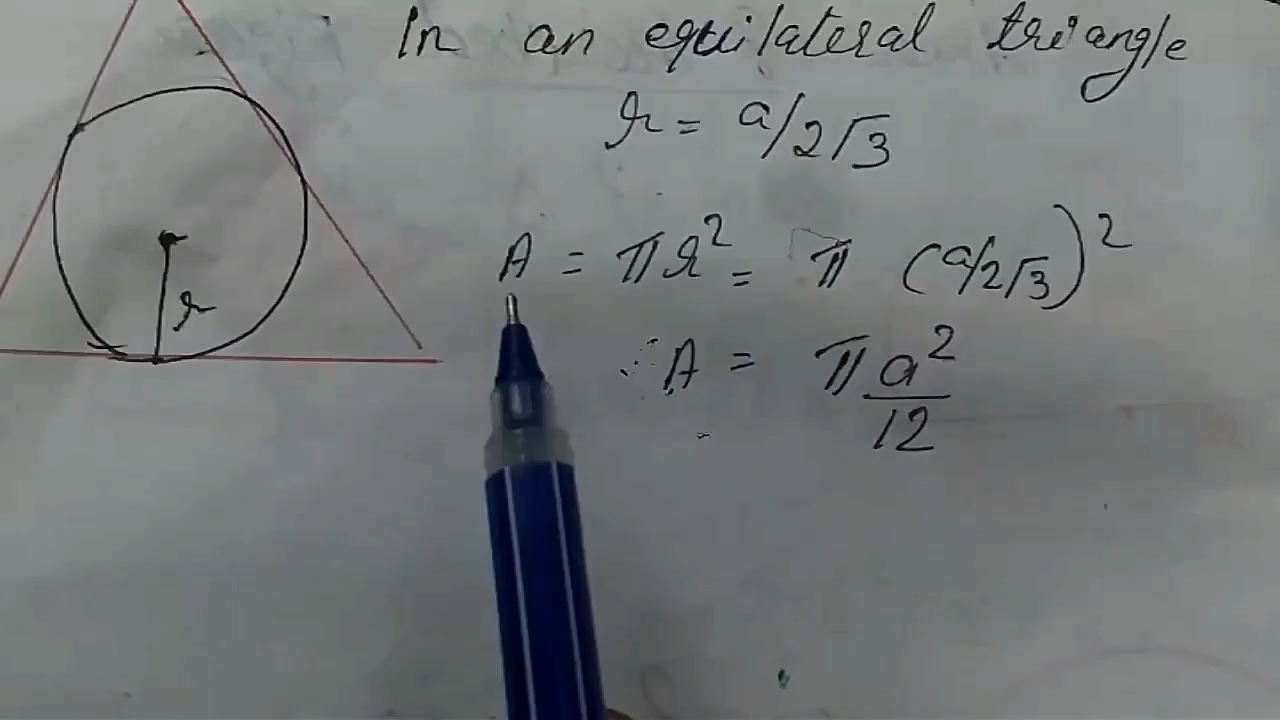 In an equilateral triangle
r = a/2√3
A = πr² = π (a/2√3)²
∴ A = πa²/12
r